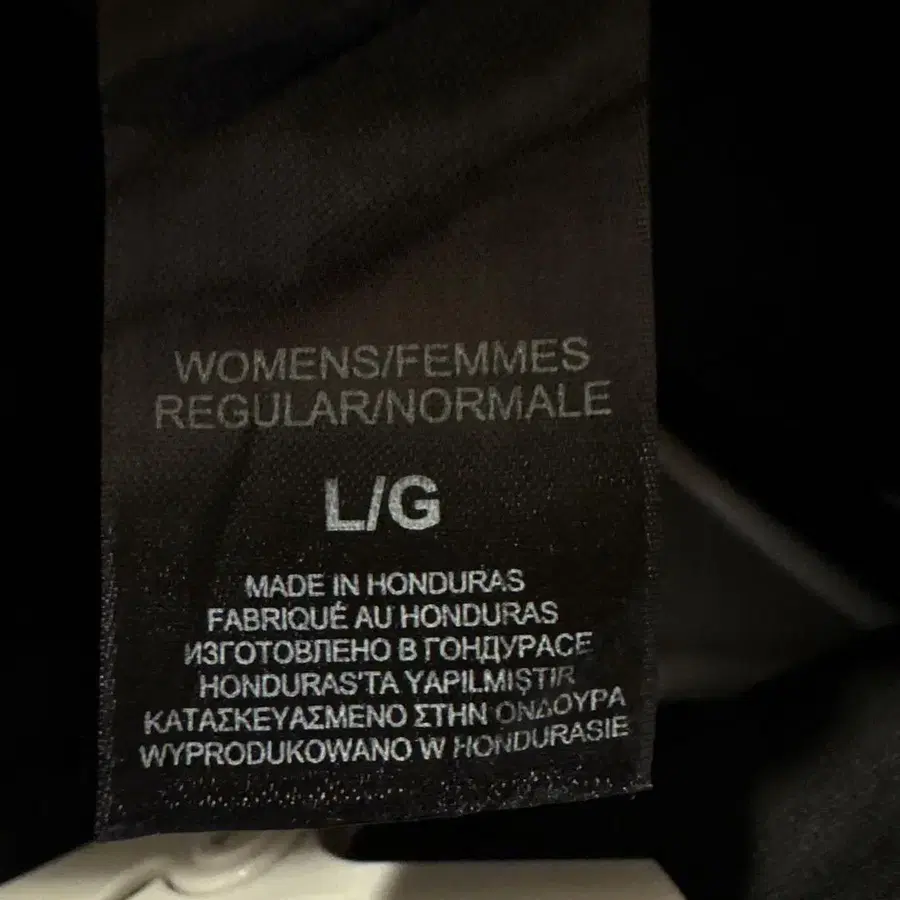 WOMENS/FEMMES
REGULAR/NORMALE
L/G
MADE IN HONDURAS
FABRIQUÉ AU HONDURAS
ИЗГОТОВЛЕНО В ГОНДУРАСЕ
HONDURAS'TA YAPILMIŞTIR
ΚΑΤΑΣΚΕΥΑΣΜΕΝΟ ΣΤΗΝ ΟΝΔΟΥΡΑ
WYPRODUKOWANO W HONDURASIE